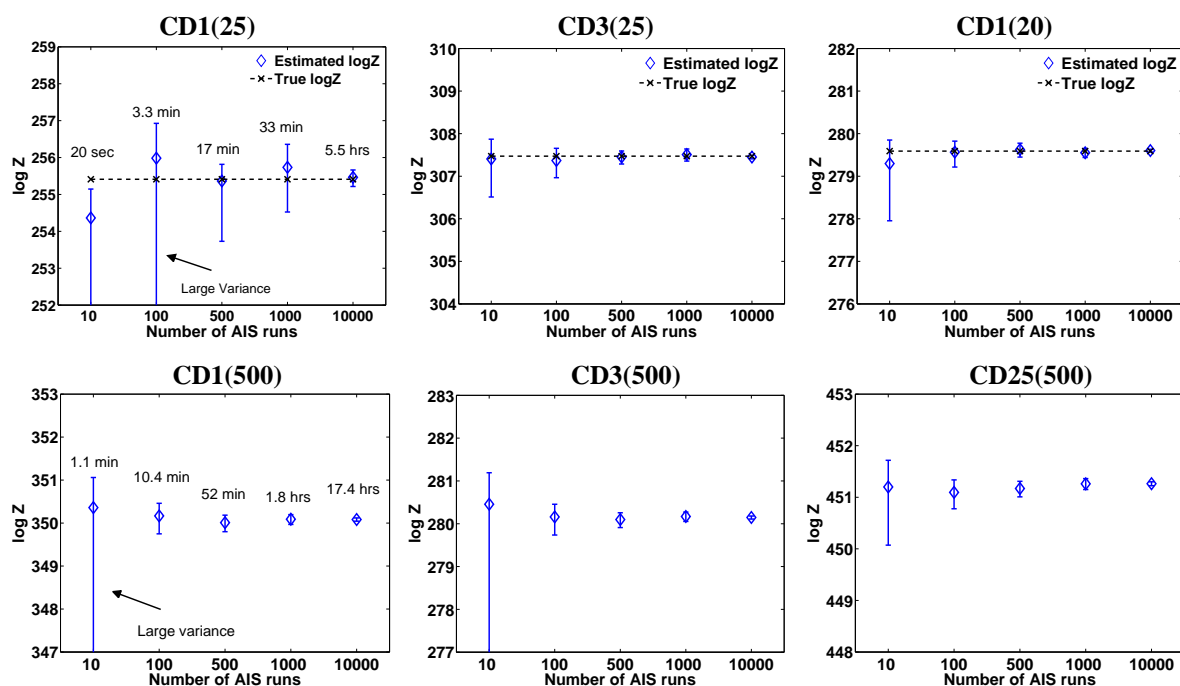 CD1(25)
CD3(25)
CD1(20)
259
258
257
256
255
254
253
252
log Z
Estimated logZ
True logZ
20 sec
3.3 min
17 min
33 min
5.5 hrs
Large Variance
10 100 500 1000 10000
Number of AIS runs
310
309
308
307
306
305
304
log Z
Estimated logZ
True logZ
10 100 500 1000 10000
Number of AIS runs
282
281
280
279
278
277
276
log Z
Estimated logZ
True logZ
10 100 500 1000 10000
Number of AIS runs
CD1(500)
CD3(500)
CD25(500)
353
352
351
350
349
348
347
log Z
1.1 min
10.4 min
52 min
1.8 hrs
17.4 hrs
Large variance
10 100 500 1000 10000
Number of AIS runs
283
282
281
280
279
278
277
log Z
10 100 500 1000 10000
Number of AIS runs
453
452
451
450
449
448
log Z
10 100 500 1000 10000
Number of AIS runs